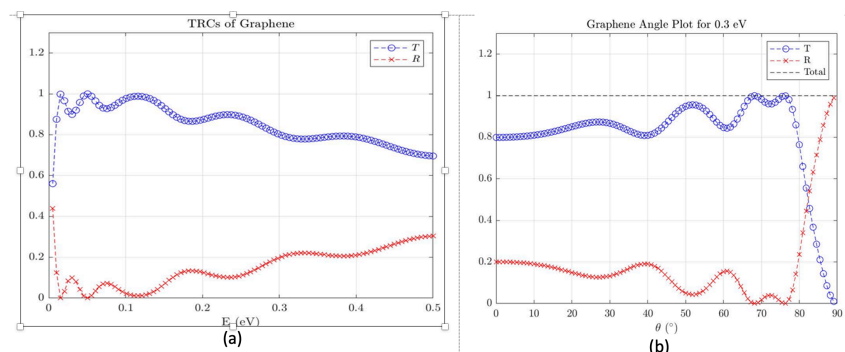 TRCs of Graphene
T
R
1.2
1
0.8
0.6
0.4
0.2
0
0 0.1 0.2 0.3 0.4 0.5
E (eV)
(a)
Graphene Angle Plot for 0.3 eV
T
R
Total
1.2
1
0.8
0.6
0.4
0.2
0
0 10 20 30 40 50 60 70 80 90
θ (°)
(b)